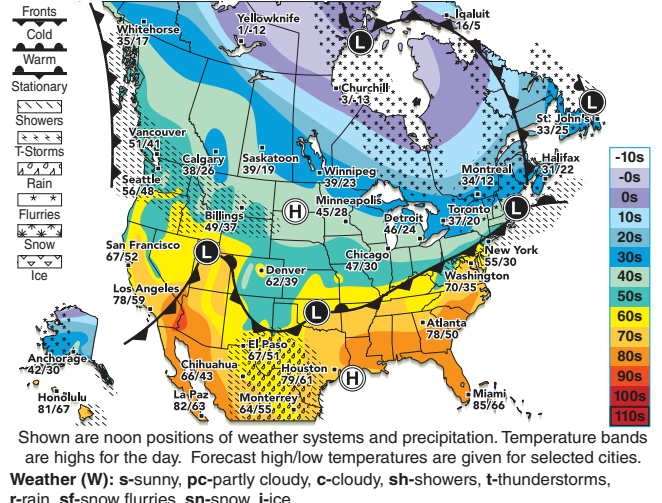 Fronts
Cold
Warm
Stationary
Showers
T-Storms
Rain
Flurries
Snow
Ice
Whitehorse
35/17
Yellowknife
1/-12
Iqaluit
16/5
L
Churchill
3/-13
L
St. John's
33/25
Vancouver
51/41
Calgary
38/26
Saskatoon
39/19
Winnipeg
39/23
Montreal
34/12
Halifax
31/22
Seattle
56/48
Billings
49/37
H
Minneapolis
45/28
Detroit
46/24
Toronto
37/20
L
San Francisco
67/52
L
Denver
62/39
Chicago
47/30
New York
55/30
Washington
70/35
Los Angeles
78/59
L
Atlanta
78/50
El Paso
67/51
Chihuahua
66/43
Houston
79/61
H
La Paz
82/63
Monterrey
64/55
Miami
85/66
Anchorage
42/30
Honolulu
81/67
-10s
-0s
0s
10s
20s
30s
40s
50s
60s
70s
80s
90s
100s
110s
Shown are noon positions of weather systems and precipitation. Temperature bands
are highs for the day. Forecast high/low temperatures are given for selected cities.
Weather (W): s-sunny, pc-partly cloudy, c-cloudy, sh-showers, t-thunderstorms,
r-rain, sf-snow flurries, sn-snow, i-ice